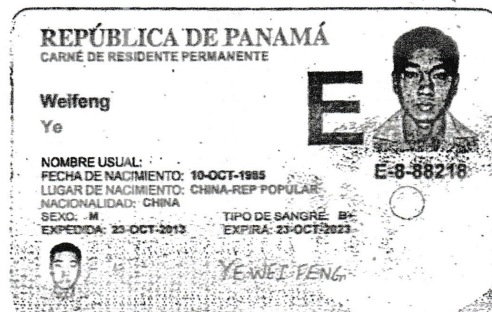 REPÚBLICA DE PANAMÁ
CARNÉ DE RESIDENTE PERMANENTE
E
Weifeng
Ye
NOMBRE USUAL:
FECHA DE NACIMIENTO: 10-OCT-1985
E-8-88218
LUGAR DE NACIMIENTO: CHINA-REP POPULAR
NACIONALIDAD: CHINA
SEXO: M TIPO DE SANGRE: B+
EXPEDIDA: 23-OCT-2013 EXPIRA: 23-OCT-2023
YE WEI FENG